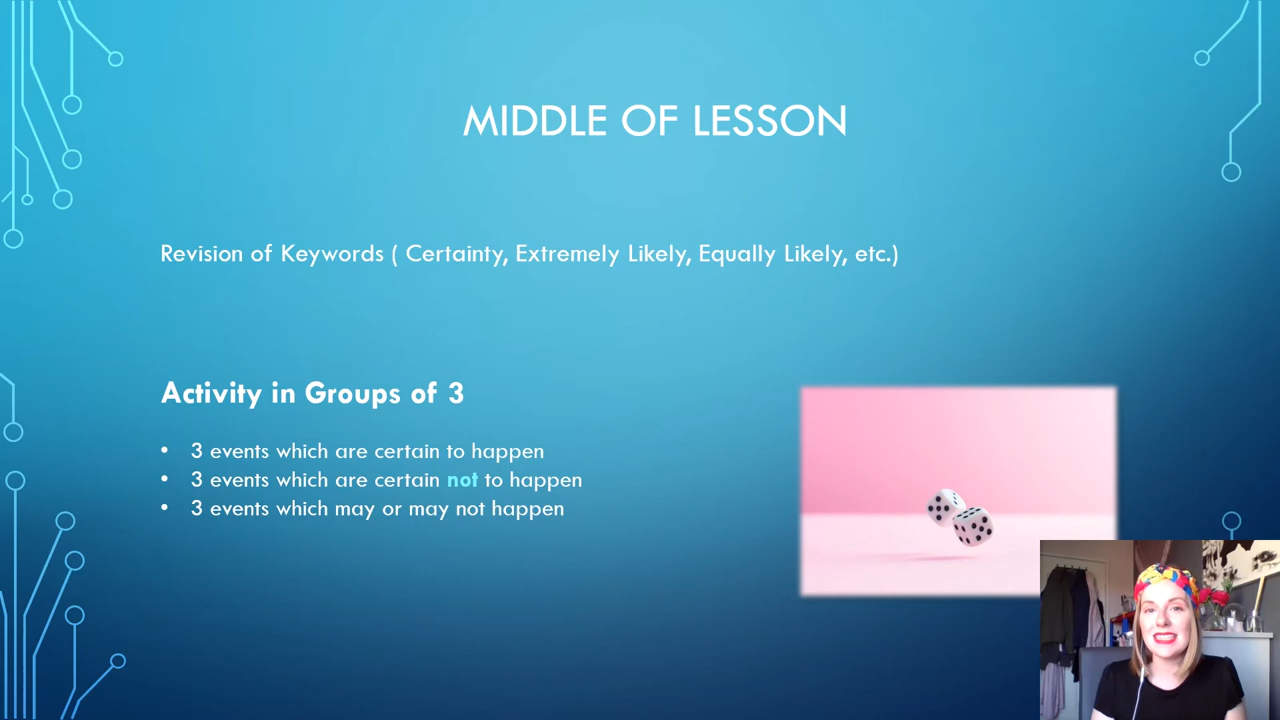 MIDDLE OF LESSON
Revision of Keywords ( Certainty, Extremely Likely, Equally Likely, etc.)
Activity in Groups of 3
• 3 events which are certain to happen
• 3 events which are certain not to happen
• 3 events which may or may not happen